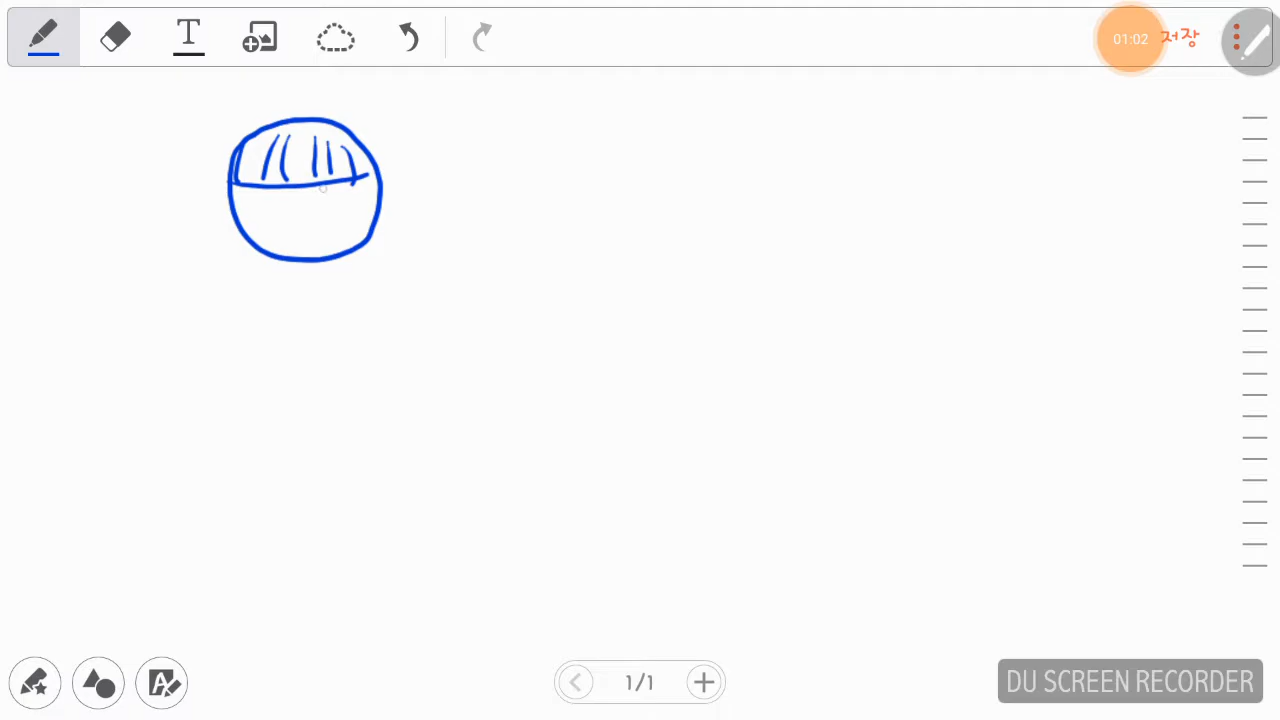 T
01:02 저장
A
1/1
DU SCREEN RECORDER